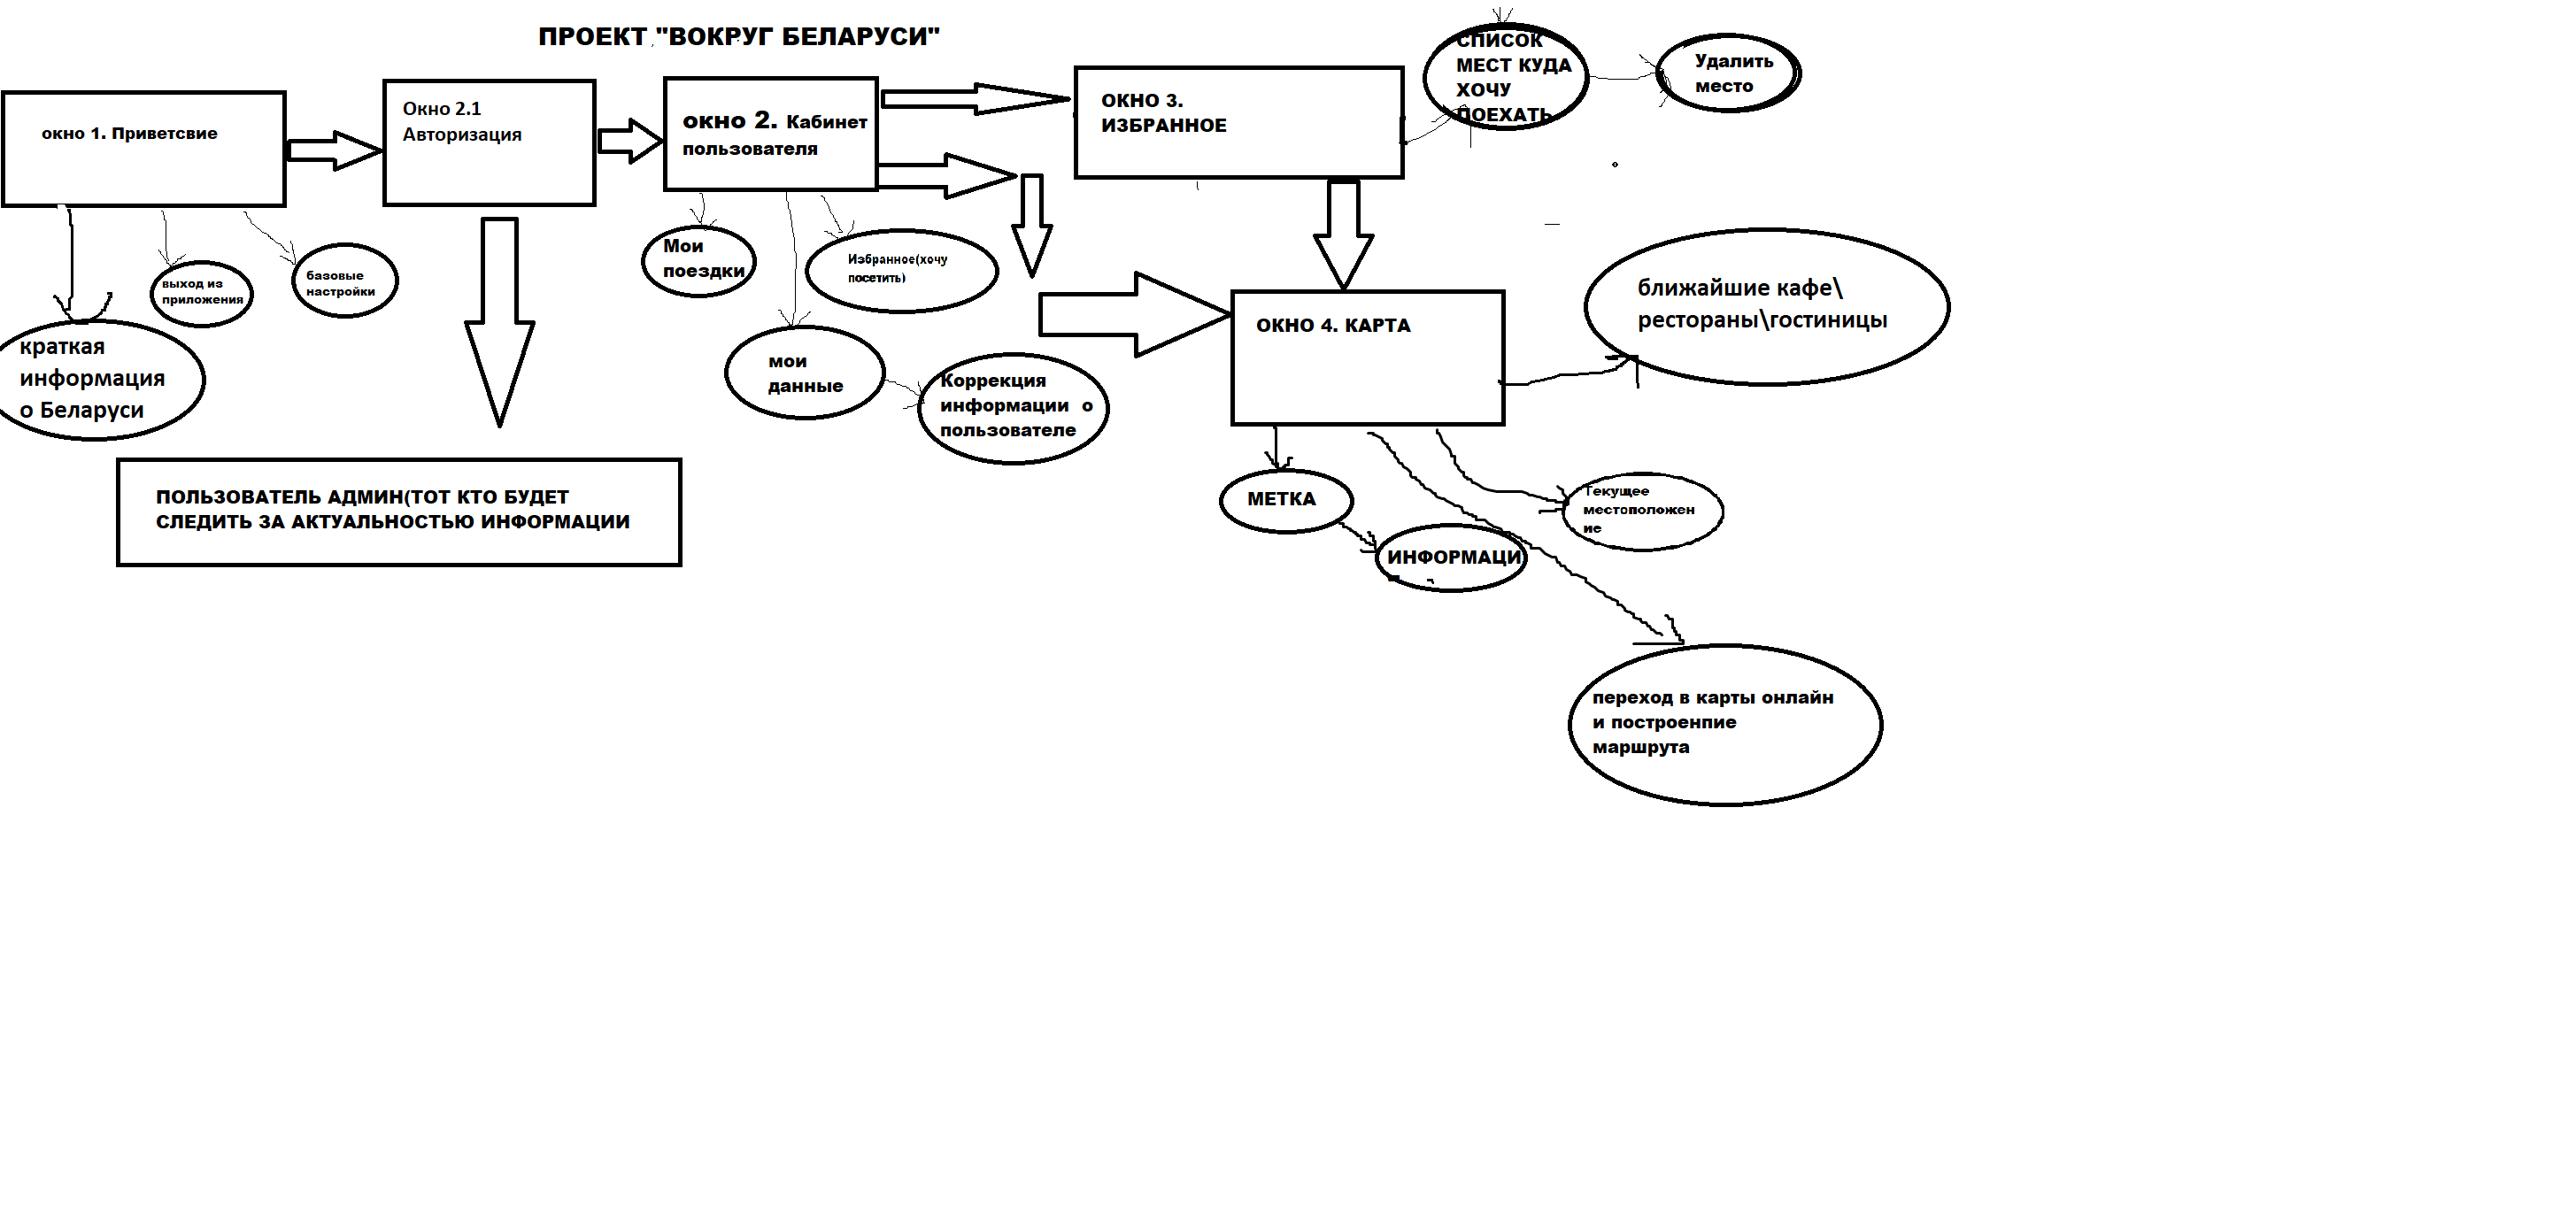 ПРОЕКТ "ВОКРУГ БЕЛАРУСИ"
окно 1. Приветсвие
Окно 2.1
Авторизация
окно 2. Кабинет
пользователя
ОКНО 3.
ИЗБРАННОЕ
СПИСОК
МЕСТ КУДА
ХОЧУ
ПОЕХАТЬ
Удалить
место
краткая
информация
о Беларуси
выход из
приложения
базовые
настройки
Мои
поездки
Избранное(хочу
посетить)
мои
данные
Коррекция
информации о
пользователе
ОКНО 4. КАРТА
ближайшие кафе\
рестораны\гостиницы
ПОЛЬЗОВАТЕЛЬ АДМИН(ТОТ КТО БУДЕТ
СЛЕДИТЬ ЗА АКТУАЛЬНОСТЬЮ ИНФОРМАЦИИ
МЕТКА
ИНФОРМАЦИ
Текущее
местоположен
ие
переход в карты онлайн
и построенпие
маршрута